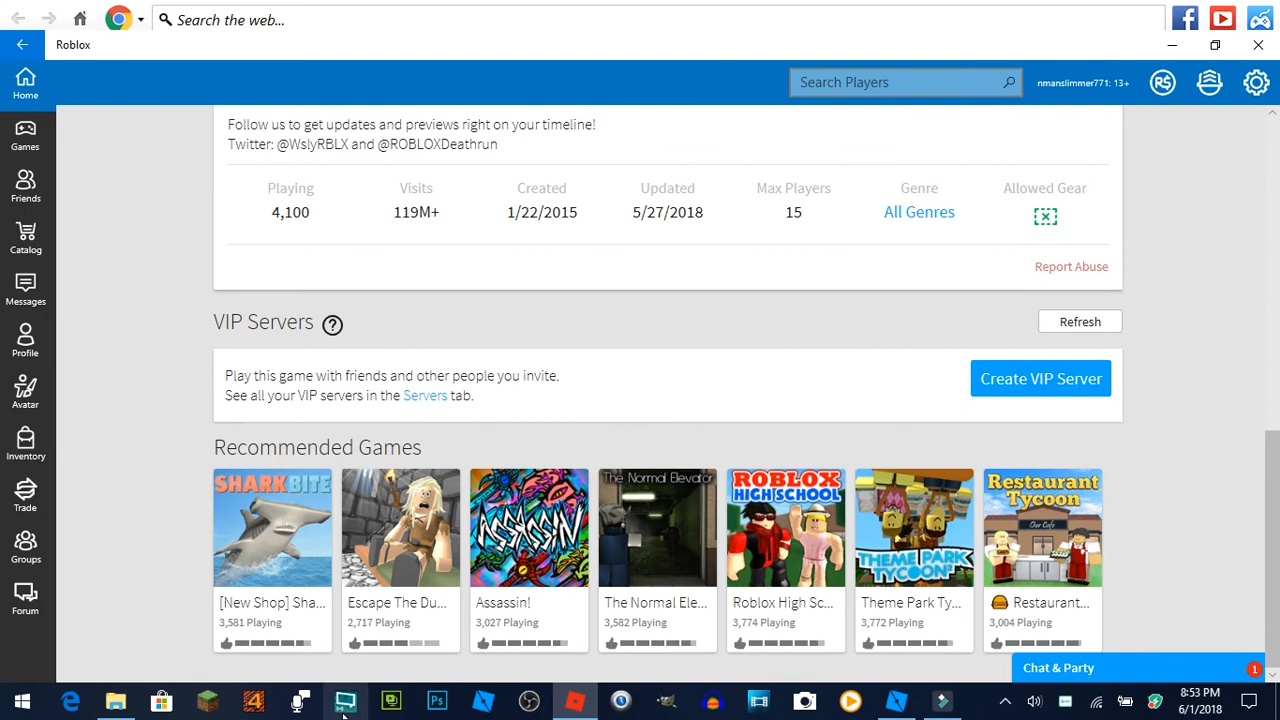 Search the web...
Roblox
Home
Search Players
nmanslimmer771: 13+
Games
Friends
Catalog
Messages
Profile
Avatar
Inventory
Trade
Groups
Forum
Follow us to get updates and previews right on your timeline!
Twitter: @WslyRBLX and @ROBLOXDeathrun
Playing Visits Created Updated Max Players Genre Allowed Gear
4,100 119M+ 1/22/2015 5/27/2018 15 All Genres
Report Abuse
VIP Servers ?
Refresh
Play this game with friends and other people you invite.
See all your VIP servers in the Servers tab.
Create VIP Server
Recommended Games
SHARKBITE
The Normal Elevator
ROBLOX
HIGH SCHOOL
ASSASSIN
THEME PARK
TYCOON 2
Restaurant
Tycoon
Our Cafe
[New Shop] Sha... Escape The Du... Assassin! The Normal Ele... Roblox High Sc... Theme Park Ty... Restaurant...
3,581 Playing 2,717 Playing 3,027 Playing 3,582 Playing 3,774 Playing 3,772 Playing 3,004 Playing
Chat & Party 1
8:53 PM
6/1/2018